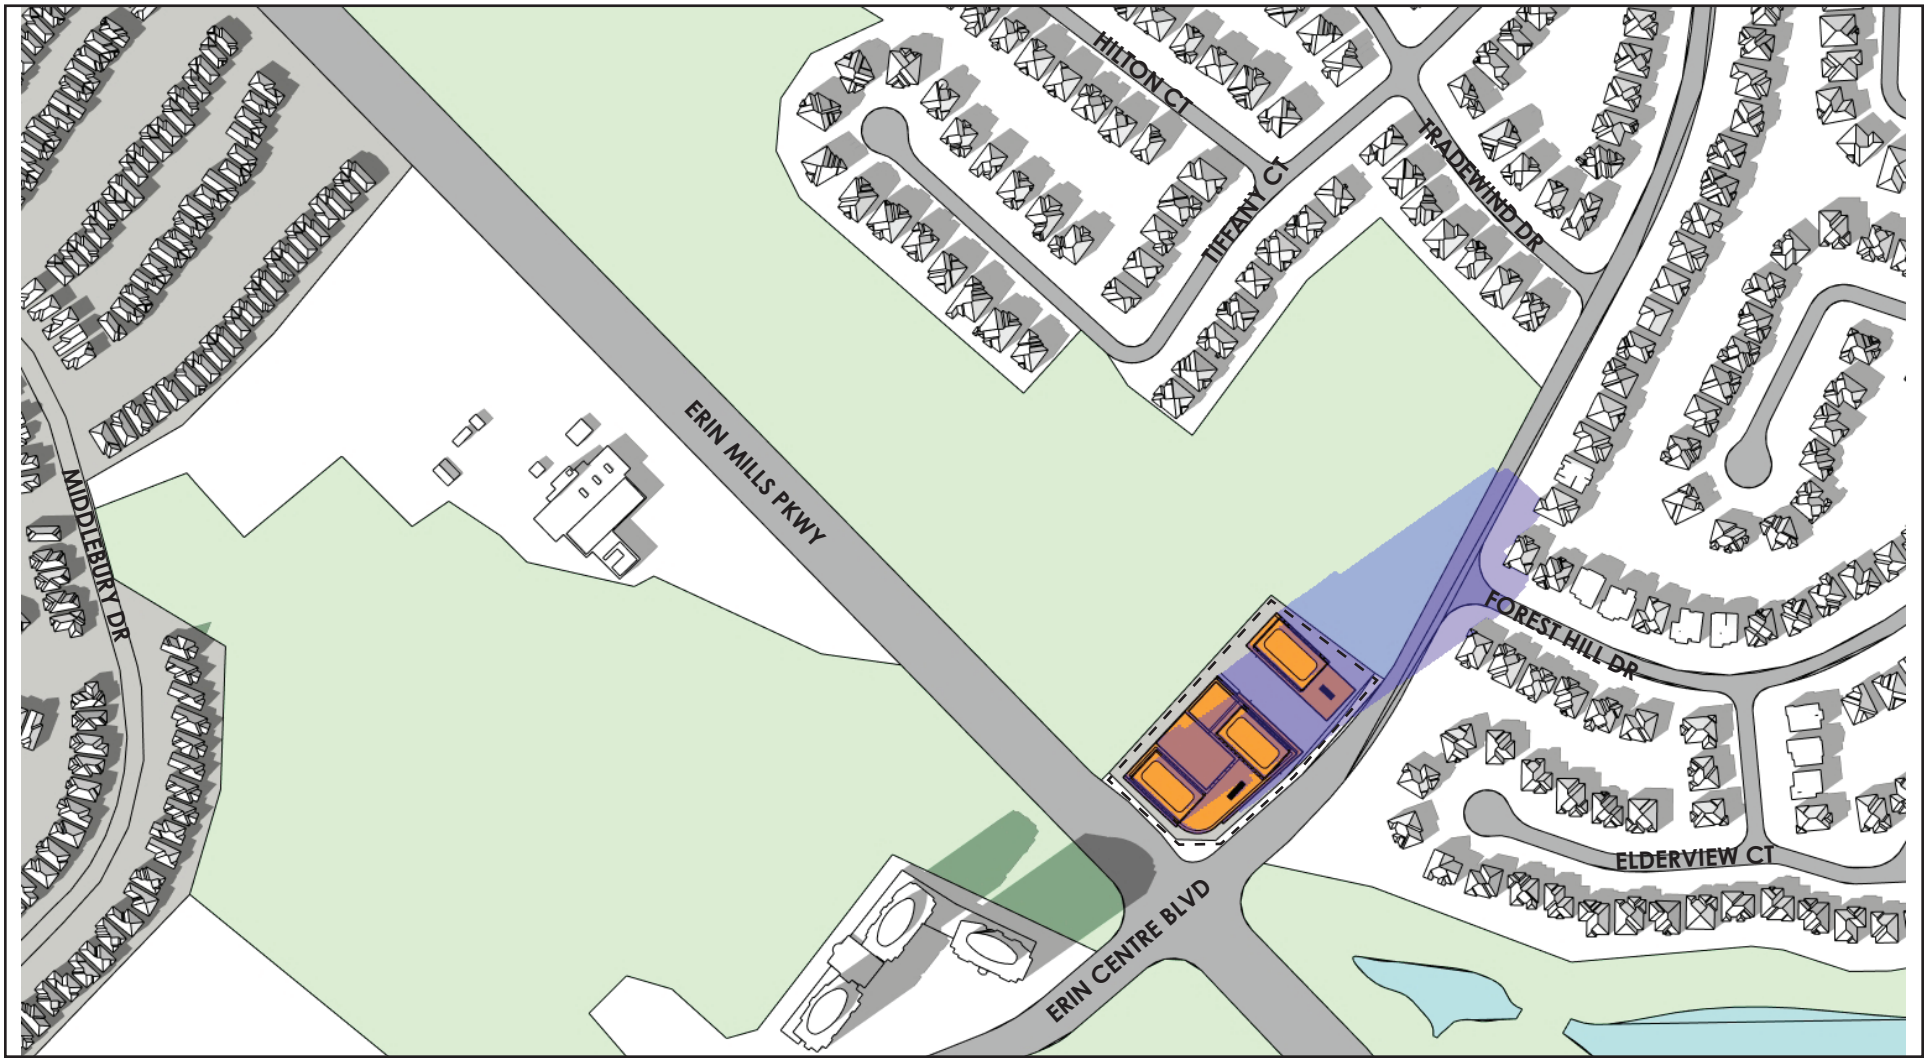 HILTON CT
TRADEWIND DR
TIFFANY CT
ERIN MILLS PKWY
MIDDLEBURY DR
FOREST HILL DR
ELDERVIEW CT
ERIN CENTRE BLVD